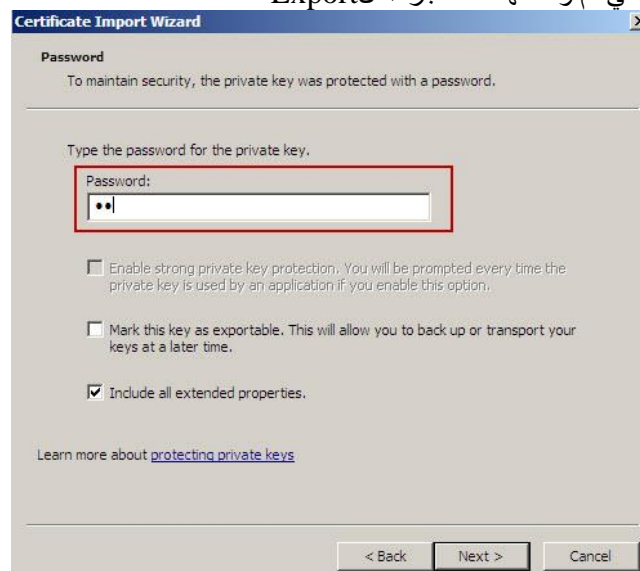 Export
Certificate Import Wizard
Password
To maintain security, the private key was protected with a password.
Type the password for the private key.
Password:
••
Enable strong private key protection. You will be prompted every time the
private key is used by an application if you enable this option.
Mark this key as exportable. This will allow you to back up or transport your
keys at a later time.
Include all extended properties.
Learn more about protecting private keys
< Back
Next >
Cancel